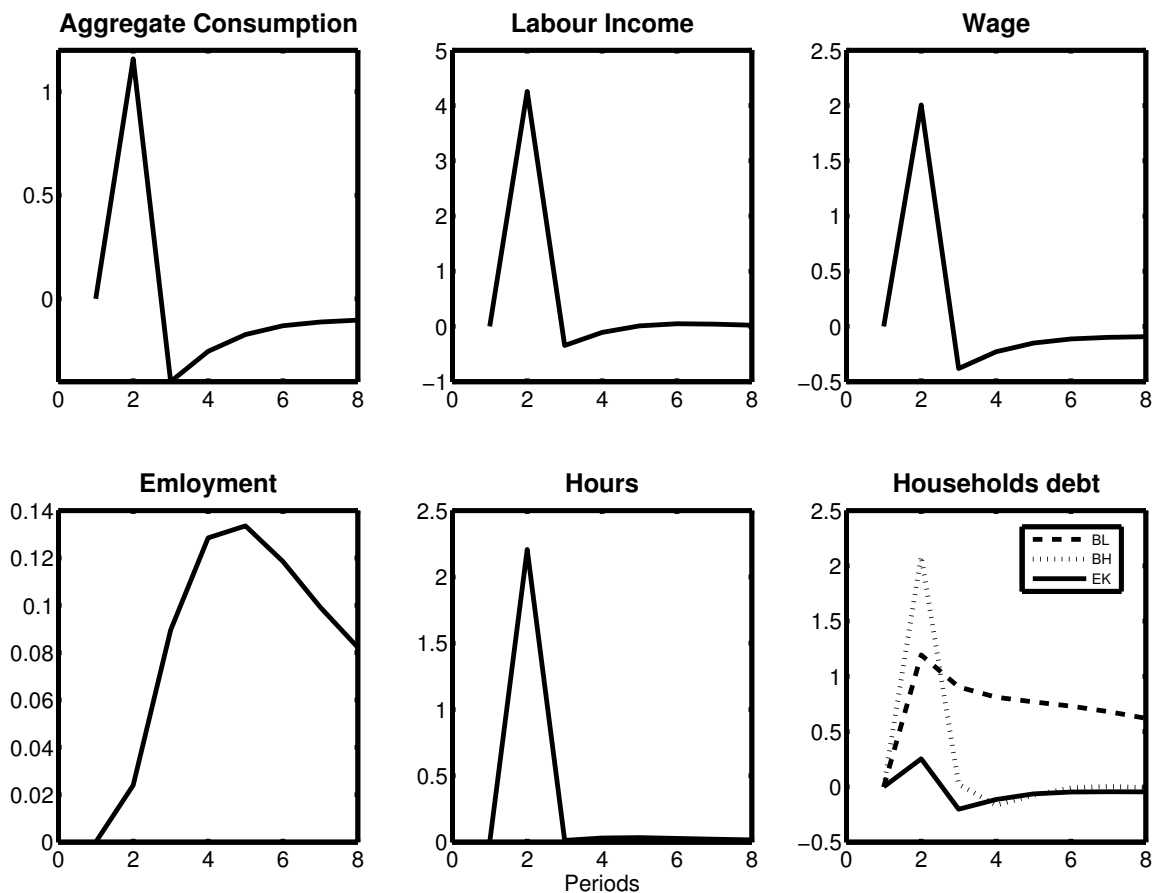 Aggregate Consumption
1
0.5
0
0 2 4 6 8
Labour Income
5
4
3
2
1
0
−1
0 2 4 6 8
Wage
2.5
2
1.5
1
0.5
0
−0.5
0 2 4 6 8
Emloyment
0.14
0.12
0.1
0.08
0.06
0.04
0.02
0
0 2 4 6 8
Hours
2.5
2
1.5
1
0.5
0
0 2 4 6 8
Periods
Households debt
2.5
2
1.5
1
0.5
0
−0.5
0 2 4 6 8
BL
BH
EK